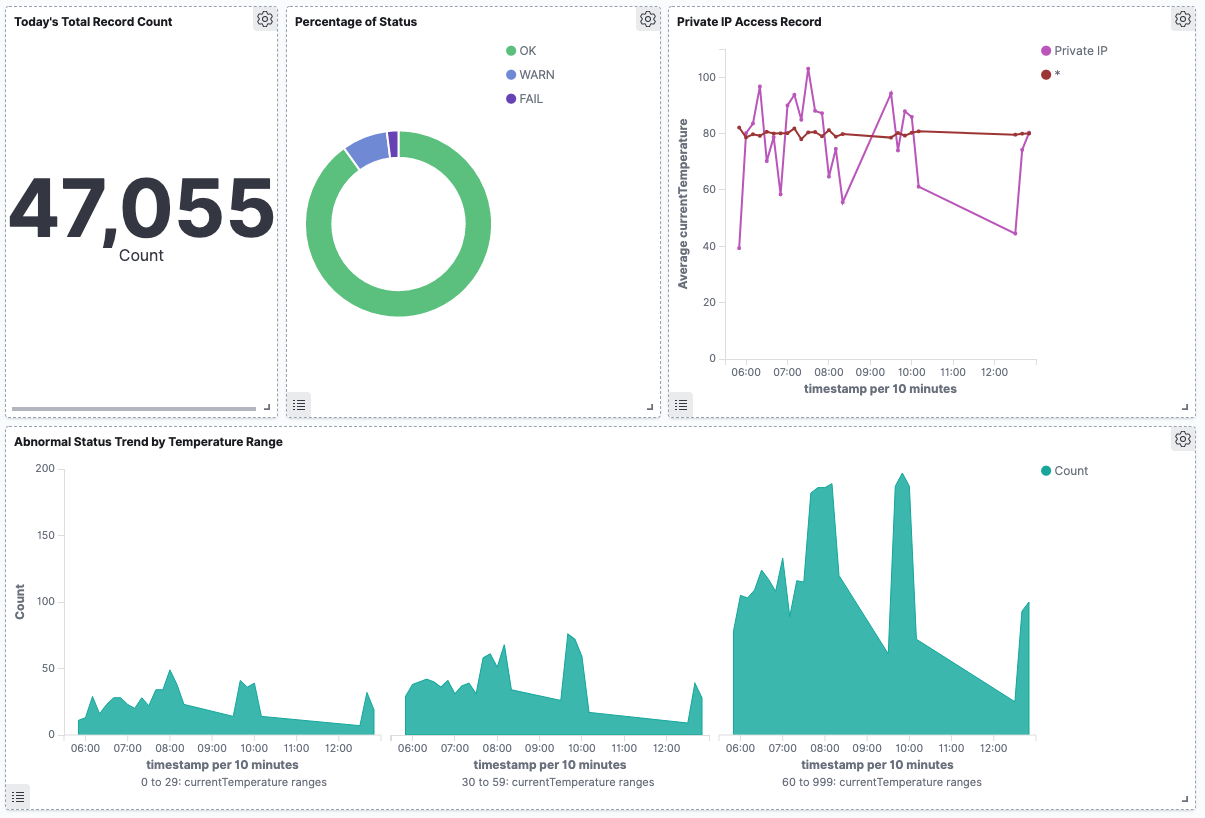 Today's Total Record Count
47,055
Count
Percentage of Status
OK
WARN
FAIL
Private IP Access Record
Private IP
*
Average currentTemperature
100
80
60
40
20
0
06:00 07:00 08:00 09:00 10:00 11:00 12:00
timestamp per 10 minutes
Abnormal Status Trend by Temperature Range
Count
Count
200
150
100
50
0
06:00 07:00 08:00 09:00 10:00 11:00 12:00
timestamp per 10 minutes
0 to 29: currentTemperature ranges
06:00 07:00 08:00 09:00 10:00 11:00 12:00
timestamp per 10 minutes
30 to 59: currentTemperature ranges
06:00 07:00 08:00 09:00 10:00 11:00 12:00
timestamp per 10 minutes
60 to 999: currentTemperature ranges